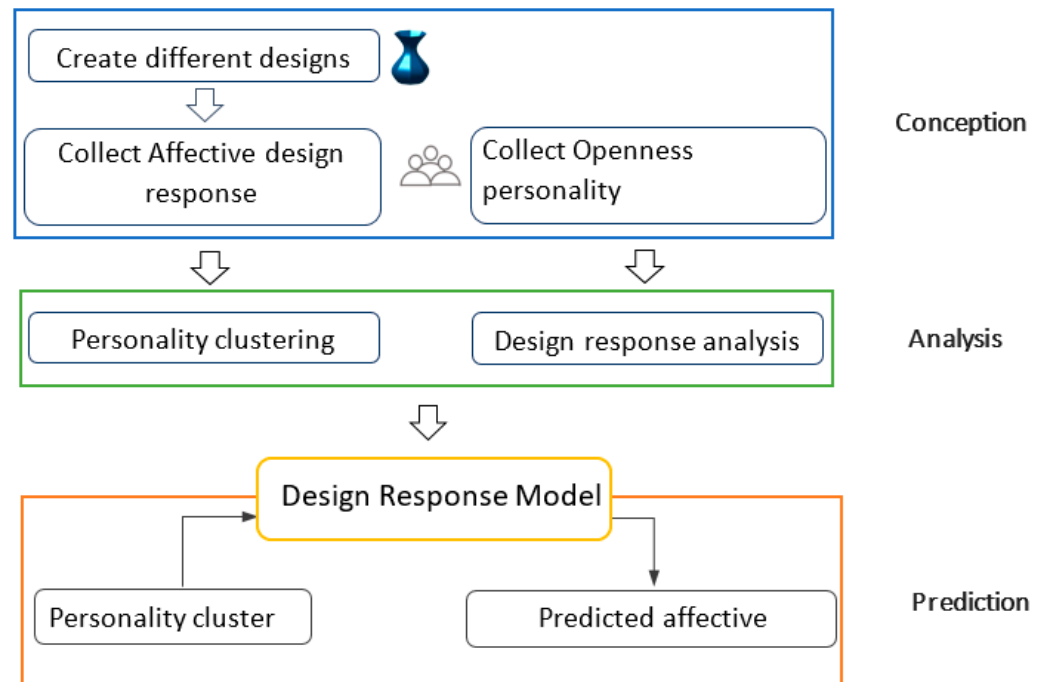 Create different designs
Conception
Collect Affective design
response
Collect Openness
personality
Personality clustering
Design response analysis
Analysis
Design Response Model
Personality cluster
Predicted affective
Prediction